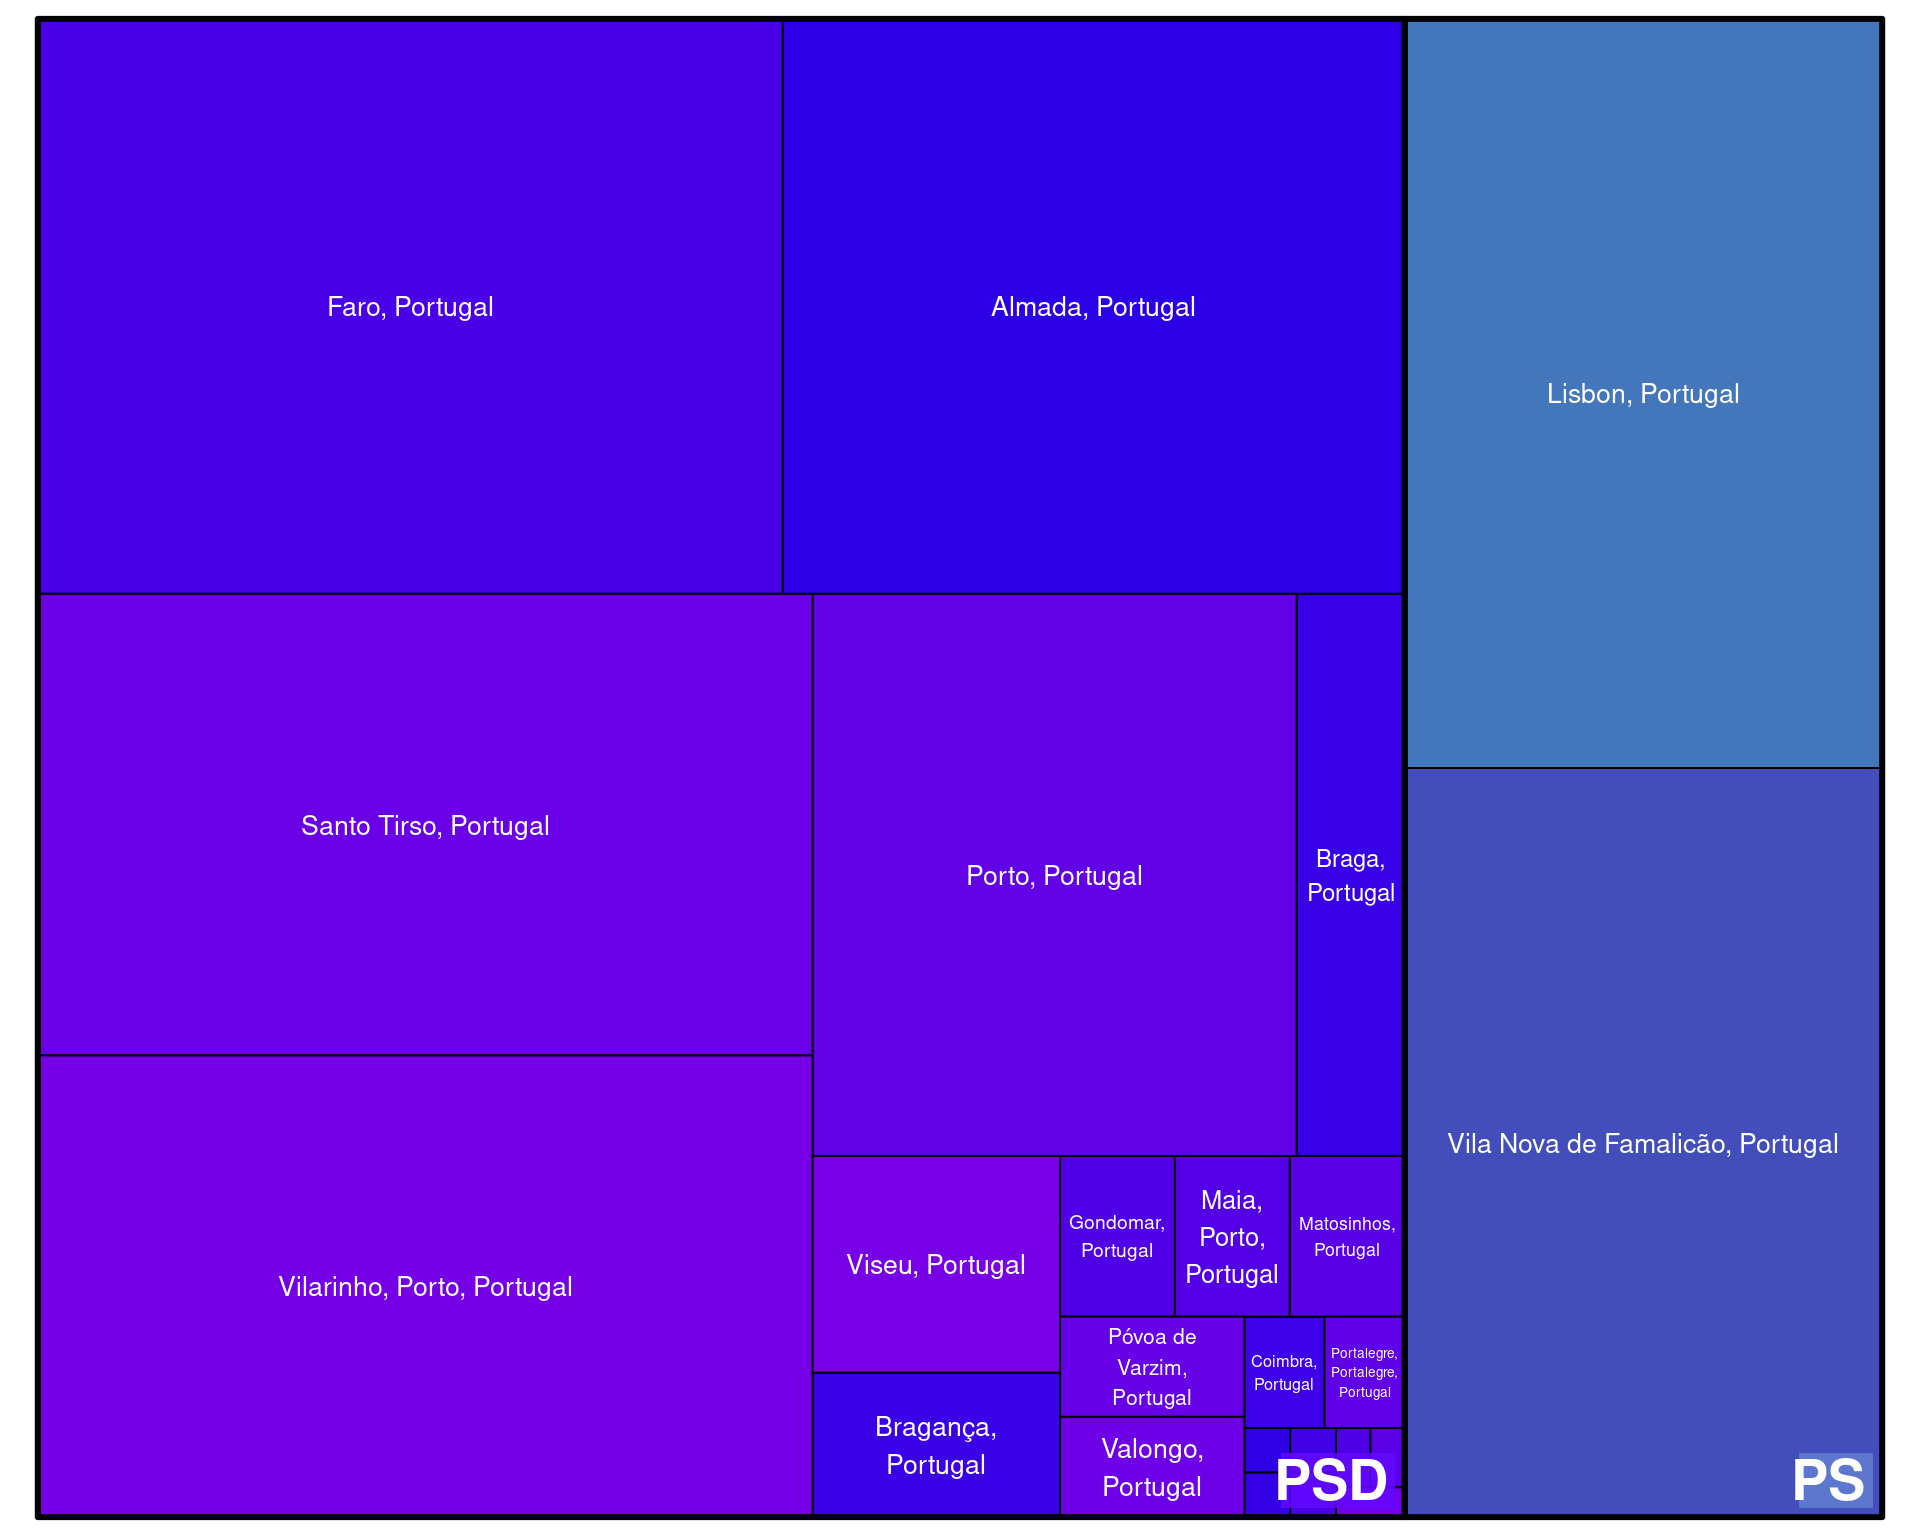 Faro, Portugal
Almada, Portugal
Lisbon, Portugal
Santo Tirso, Portugal
Porto, Portugal
Braga,
Portugal
Vilarinho, Porto, Portugal
Vila Nova de Famalicão, Portugal
Viseu, Portugal
Gondomar,
Portugal
Maia,
Porto,
Portugal
Matosinhos,
Portugal
Bragança,
Portugal
Póvoa de
Varzim,
Portugal
Coimbra,
Portugal
Portalegre,
Portalegre,
Portugal
Valongo,
Portugal
PSD
PS